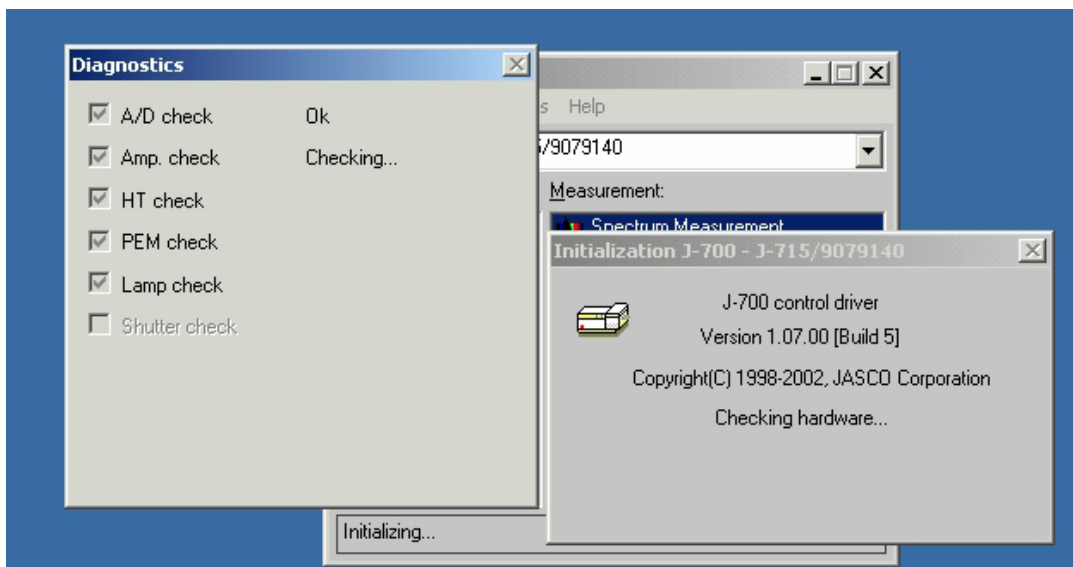 Diagnostics
A/D check Ok
Amp. check Checking...
HT check
PEM check
Lamp check
Shutter check
Help
/9079140
Measurement:
Spectrum Measurement
Initialization J-700 - J-715/9079140
J-700 control driver
Version 1.07.00 [Build 5]
Copyright(C) 1998-2002, JASCO Corporation
Checking hardware...
Initializing...